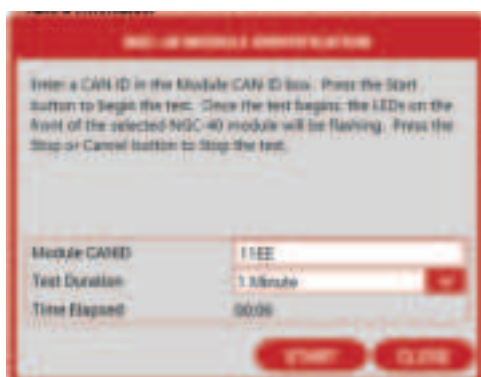 NGC-40 MODULE IDENTIFICATION
Enter a CAN ID in the Module CAN ID box. Press the Start
button to begin the test. Once the test begins, the LEDs on the
front of the selected NGC-40 module will be flashing. Press the
Stop or Cancel button to Stop the test.
Module CANID 11EE
Test Duration 1 Minute
Time Elapsed 00:00
START CLOSE